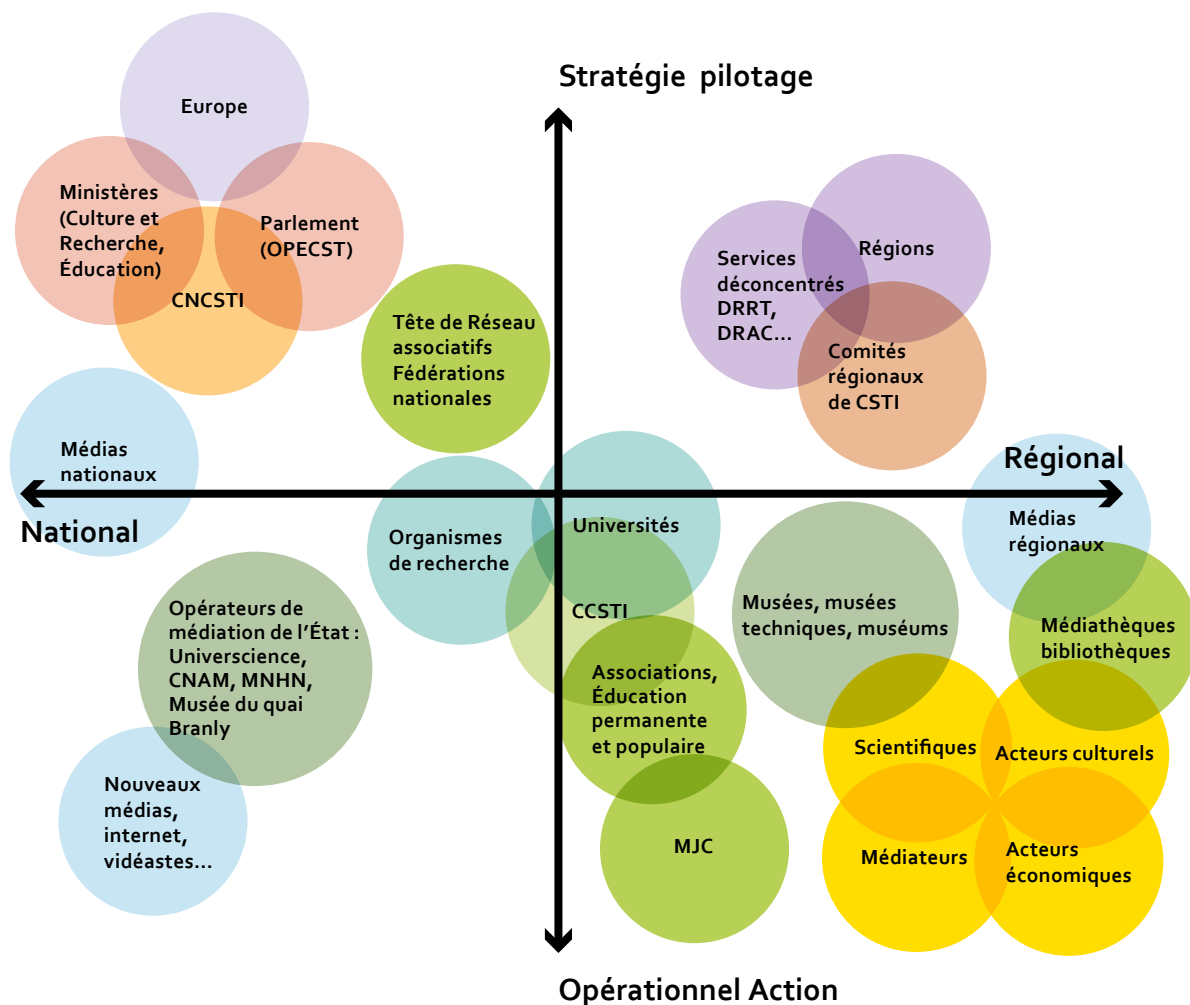 Stratégie pilotage
Europe
Ministères
(Culture et
Recherche,
Éducation)
Parlement
(OPECST)
CNCSTI
Tête de Réseau
associatifs
Fédérations
nationales
Services
déconcentrés
DRRT,
DRAC...
Régions
Comités
régionaux
de CSTI
Médias
nationaux
National
Régional
Organismes
de recherche
Universités
CCSTI
Médias
régionaux
Opérateurs de
médiation de l’État :
Universcience,
CNAM, MNHN,
Musée du quai
Branly
Musées, musées
techniques, muséums
Médiathèques
bibliothèques
Associations,
Éducation
permanente
et populaire
Scientifiques
Acteurs culturels
Nouveaux
médias,
internet,
vidéastes...
MJC
Médiateurs
Acteurs
économiques
Opérationnel Action